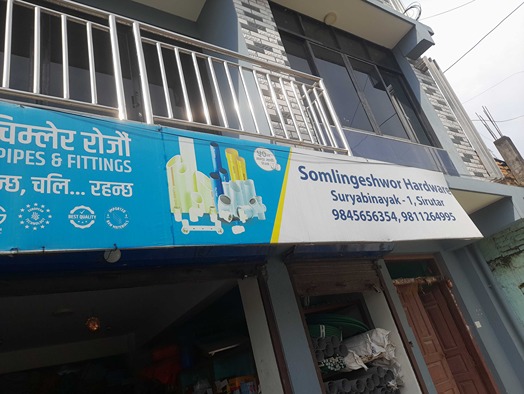 चिम्लेर रोजौं
PIPES & FITTINGS
चलि... रहन्छ
BEST QUALITY
Somlingeshwor Hardware
Suryabinayak - 1, Sirutar
9845656354, 9811264995